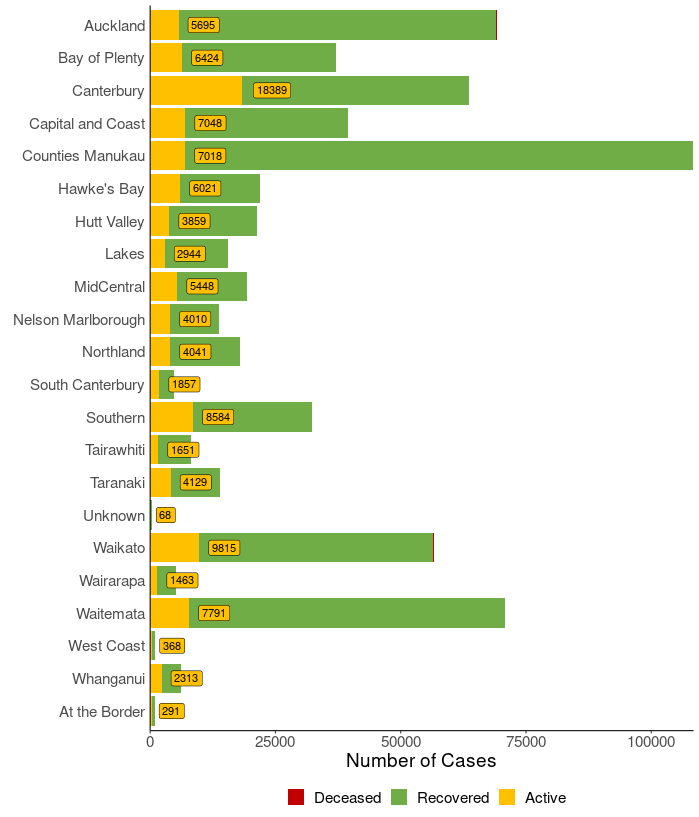 Auckland 5695
Bay of Plenty 6424
Canterbury 18389
Capital and Coast 7048
Counties Manukau 7018
Hawke's Bay 6021
Hutt Valley 3859
Lakes 2944
MidCentral 5448
Nelson Marlborough 4010
Northland 4041
South Canterbury 1857
Southern 8584
Tairawhiti 1651
Taranaki 4129
Unknown 68
Waikato 9815
Wairarapa 1463
Waitemata 7791
West Coast 368
Whanganui 2313
At the Border 291
0 25000 50000 75000 100000
Number of Cases
Deceased Recovered Active